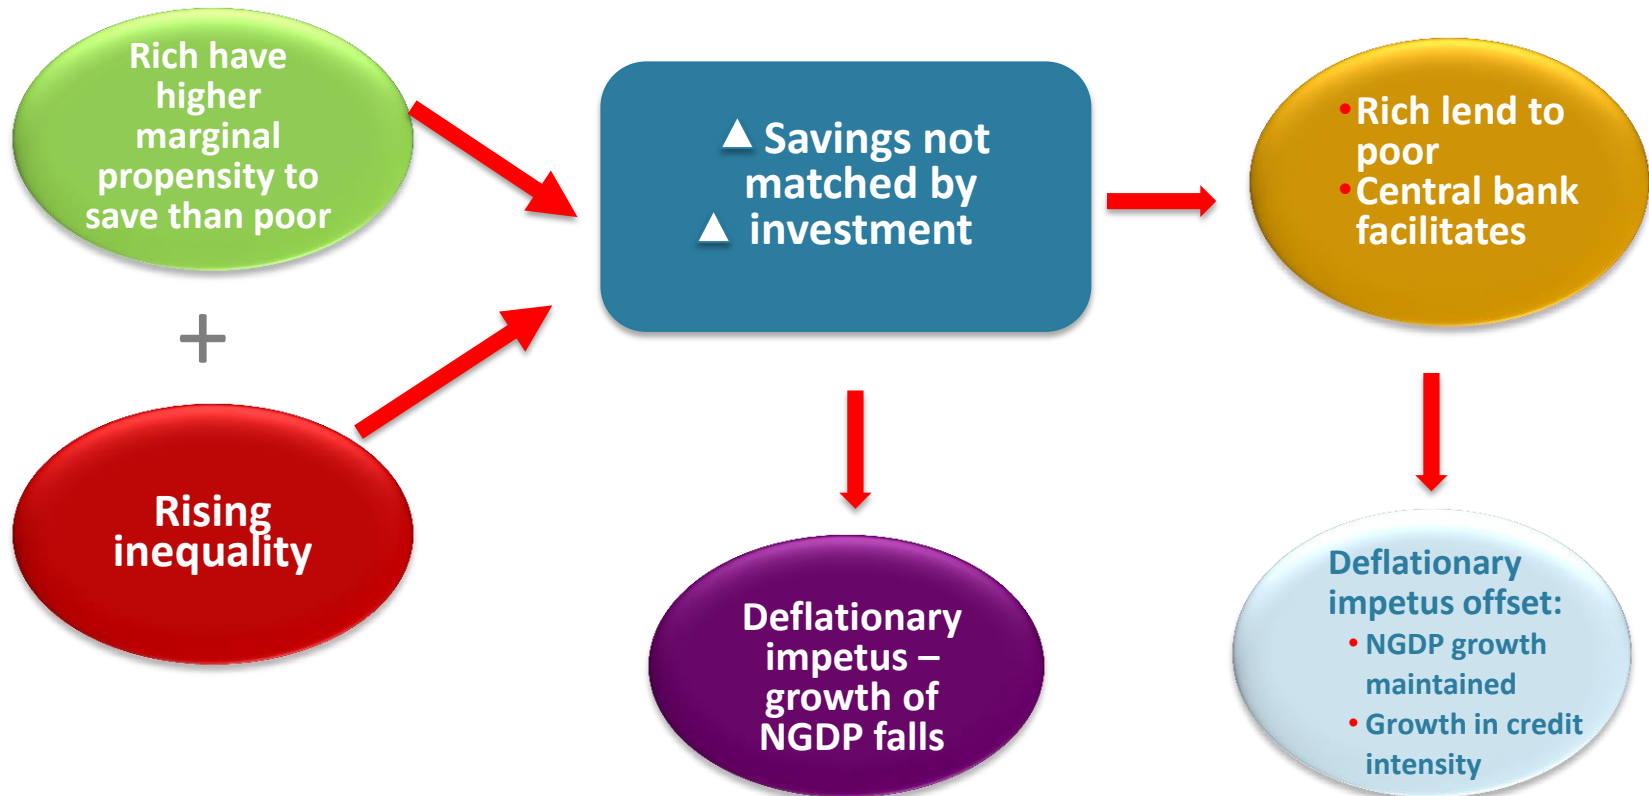 Rich have
higher
marginal
propensity to
save than poor
+
Rising
inequality
▲ Savings not
matched by
▲ investment
Deflationary
impetus –
growth of
NGDP falls
• Rich lend to
poor
• Central bank
facilitates
Deflationary
impetus offset:
• NGDP growth
maintained
• Growth in credit
intensity